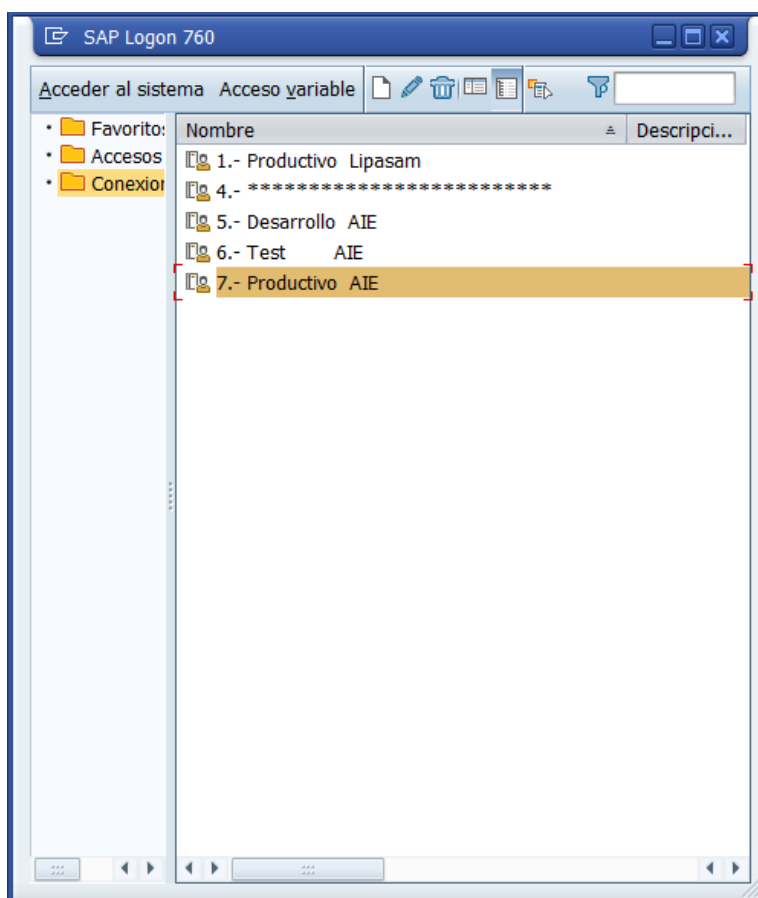 SAP Logon 760
Acceder al sistema Acceso variable
Favorito:
Accesos
Conexion
Nombre Descripci...
1.- Productivo Lipasam
4.- *************************
5.- Desarrollo AIE
6.- Test AIE
7.- Productivo AIE